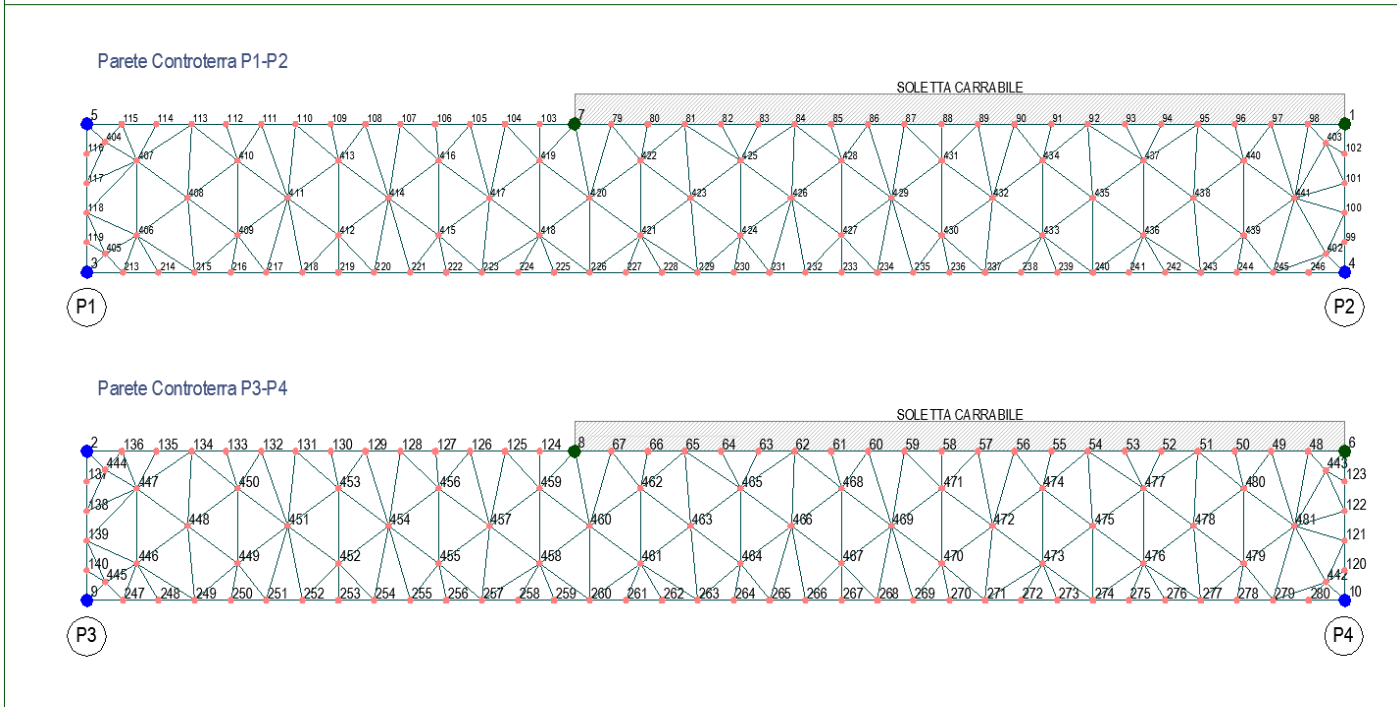 Parete Controterra P1-P2
SOLETTA CARRABILE
5 115 114 113 112 111 110 109 108 107 106 105 104 103 7 79 80 81 82 83 84 85 86 87 88 89 90 91 92 93 94 95 96 97 98 1
404 403
116 407 410 413 416 419 422 425 428 431 434 437 440 102
117 101
408 411 414 417 420 423 426 429 432 435 438 441
118 100
406 409 412 415 418 421 424 427 430 433 436 439
119 99
405 402
3 213 214 215 216 217 218 219 220 221 222 223 224 225 226 227 228 229 230 231 232 233 234 235 236 237 238 239 240 241 242 243 244 245 246 4
P1 P2
Parete Controterra P3-P4
SOLETTA CARRABILE
2 136 135 134 133 132 131 130 129 128 127 126 125 124 8 67 66 65 64 63 62 61 60 59 58 57 56 55 54 53 52 51 50 49 48 6
444 443
137 447 450 453 456 459 462 465 468 471 474 477 480 123
138 122
448 451 454 457 460 463 466 469 472 475 478 481
139 121
446 449 452 455 458 461 464 467 470 473 476 479
140 120
445 442
9 247 248 249 250 251 252 253 254 255 256 257 258 259 260 261 262 263 264 265 266 267 268 269 270 271 272 273 274 275 276 277 278 279 280 10
P3 P4